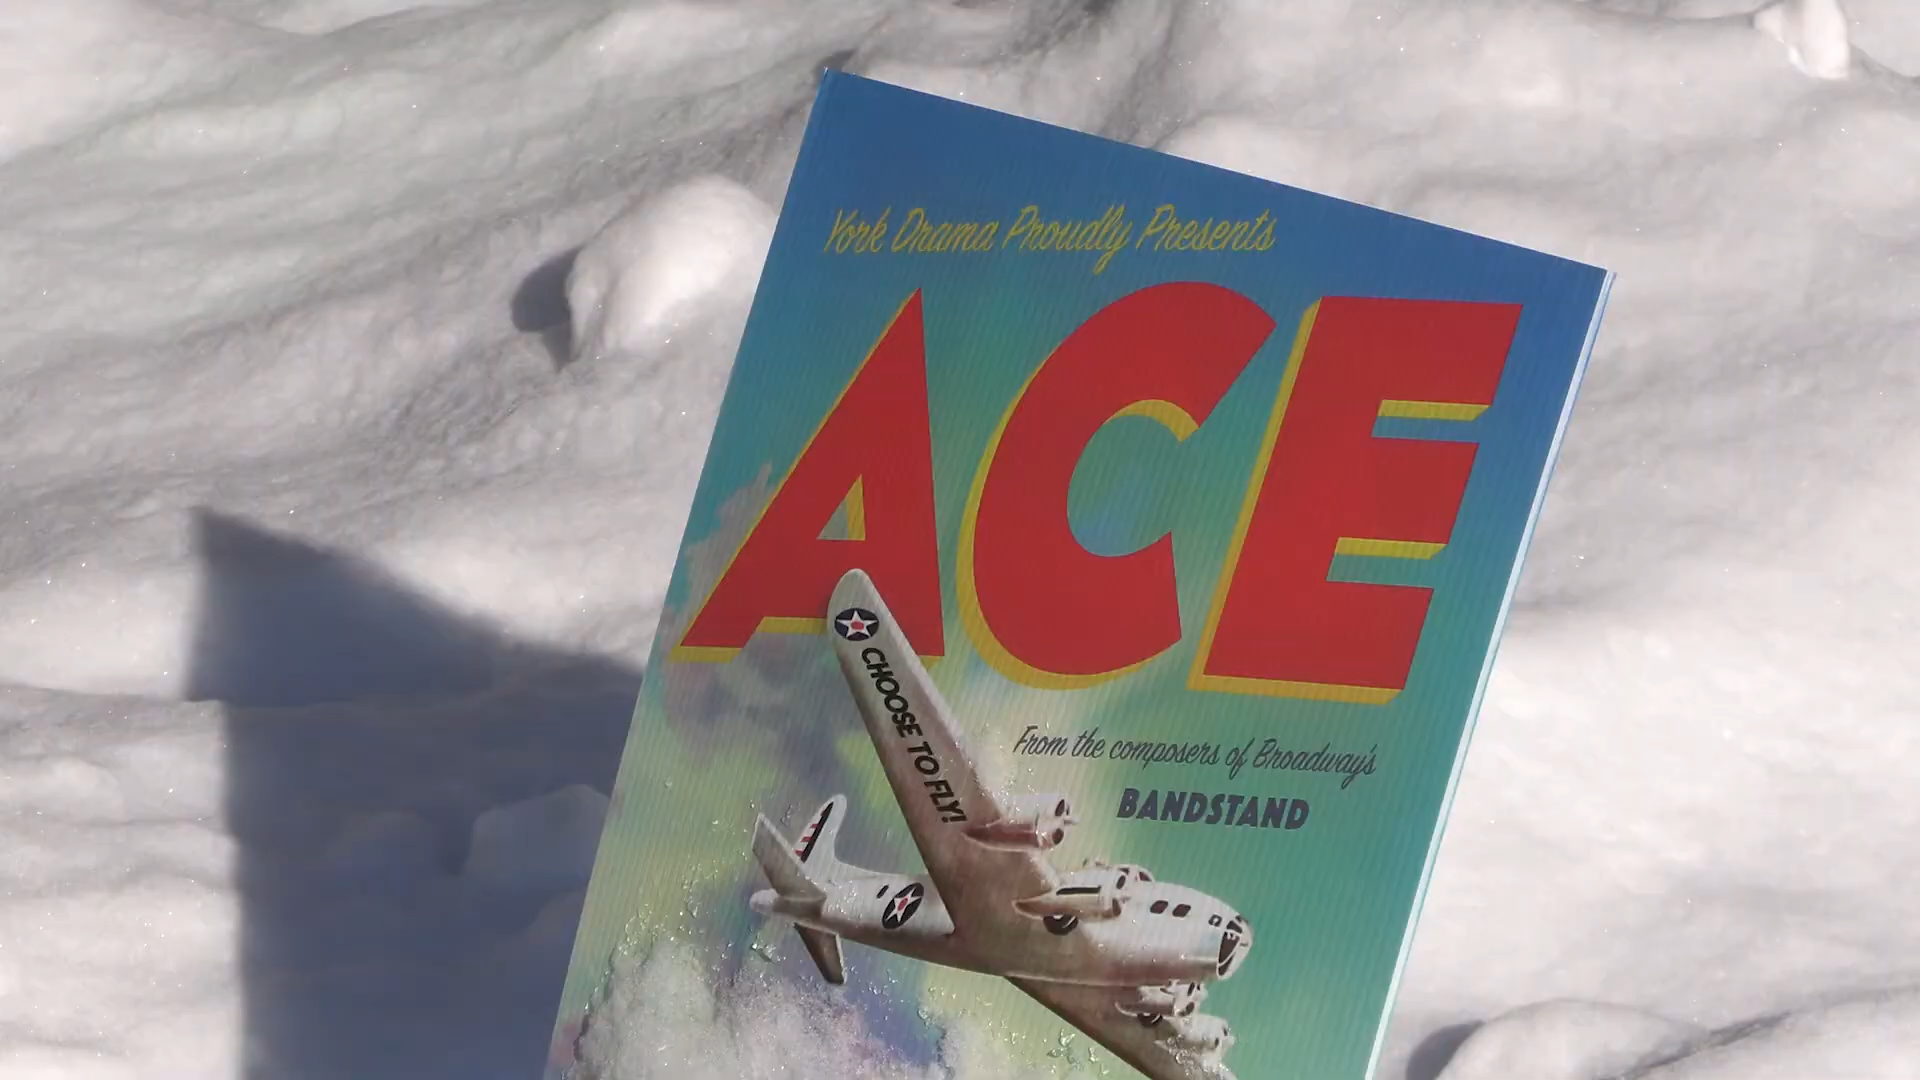 York Drama Proudly Presents
ACE
CHOOSE TO FLY!
From the composers of Broadway's
BANDSTAND